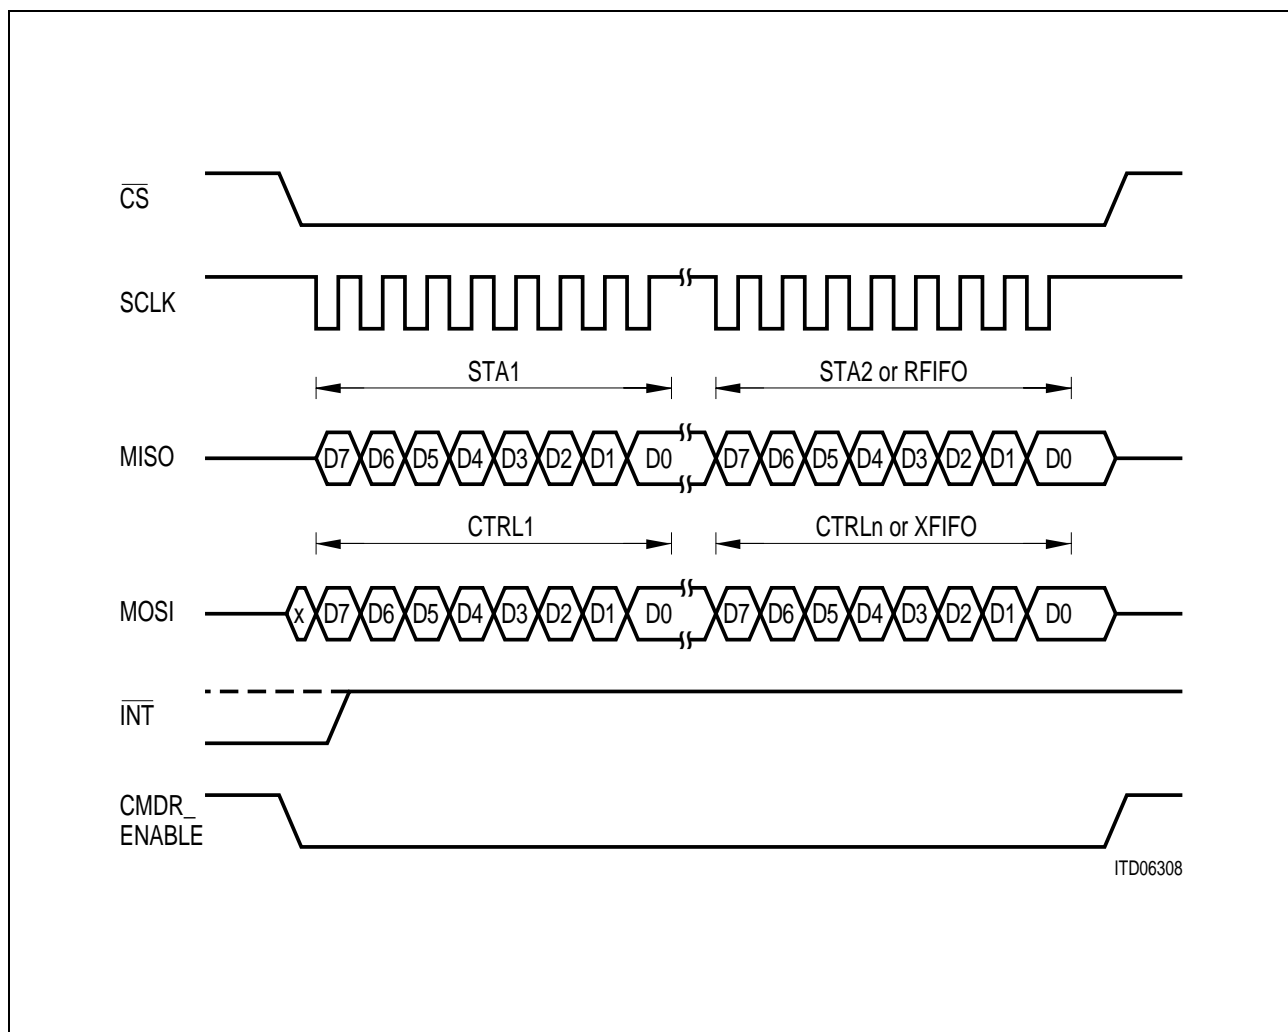 CS
SCLK
STA1 STA2 or RFIFO
MISO D7 D6 D5 D4 D3 D2 D1 D0 D7 D6 D5 D4 D3 D2 D1 D0
CTRL1 CTRLn or XFIFO
MOSI x D7 D6 D5 D4 D3 D2 D1 D0 D7 D6 D5 D4 D3 D2 D1 D0
INT
CMDR_
ENABLE
ITD06308